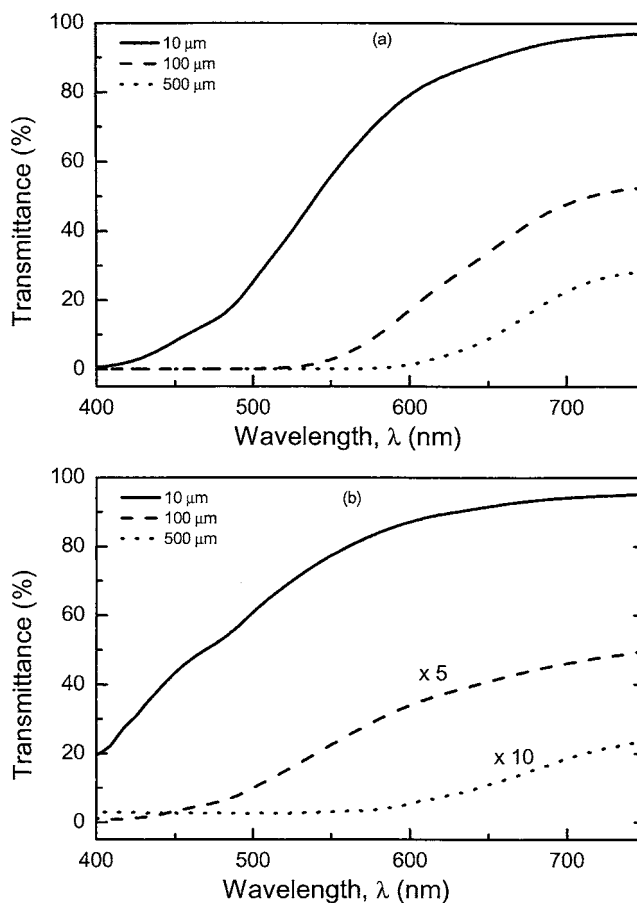 100
(a)
10 µm
100 µm
500 µm
80
60
40
20
0
Transmittance (%)
400
500
600
700
Wavelength, λ (nm)
100
(b)
10 µm
100 µm
500 µm
80
60
40
20
0
Transmittance (%)
x 5
x 10
400
500
600
700
Wavelength, λ (nm)